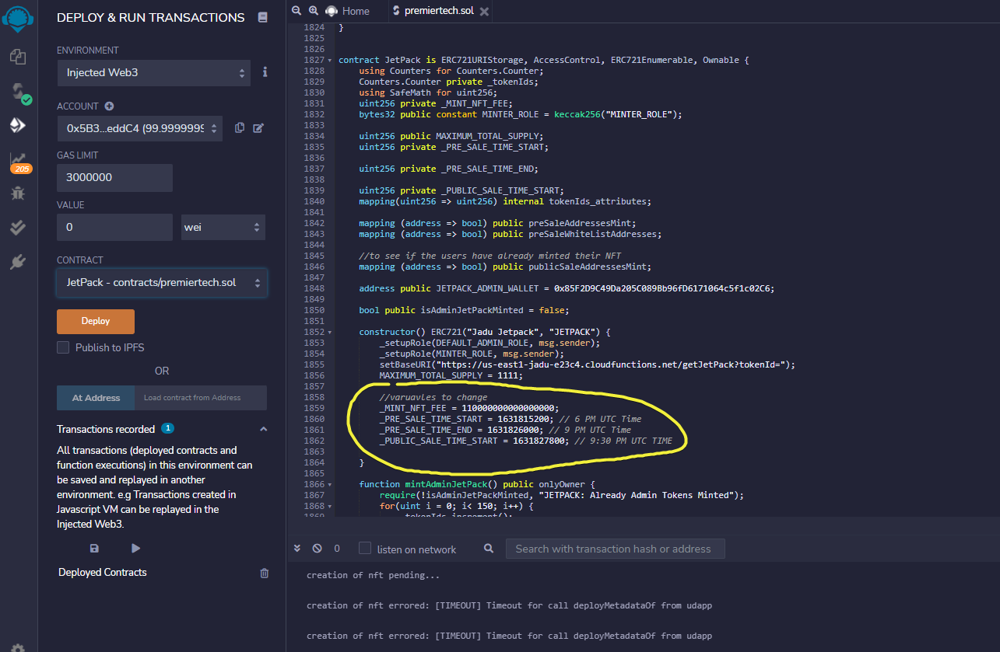 DEPLOY & RUN TRANSACTIONS
ENVIRONMENT
Injected Web3
ACCOUNT
0x5B3...eddC4 (99.9999999
GAS LIMIT
3000000
VALUE
0
wei
CONTRACT
JetPack - contracts/premiertech.sol
Deploy
Publish to IPFS
OR
At Address
Load contract from Address
Transactions recorded 1
All transactions (deployed contracts and
function executions) in this environment can
be saved and replayed in another
environment. e.g Transactions created in
Javascript VM can be replayed in the
Injected Web3.
Deployed Contracts
205
Home
premiertech.sol
1824 }
1825
1826
1827 contract JetPack is ERC721URIStorage, AccessControl, ERC721Enumerable, Ownable {
1828 using Counters for Counters.Counter;
1829 Counters.Counter private _tokenIds;
1830 using SafeMath for uint256;
1831 uint256 private _MINT_NFT_FEE;
1832 bytes32 public constant MINTER_ROLE = keccak256("MINTER_ROLE");
1833
1834 uint256 public MAXIMUM_TOTAL_SUPPLY;
1835 uint256 private _PRE_SALE_TIME_START;
1836
1837 uint256 private _PRE_SALE_TIME_END;
1838
1839 uint256 private _PUBLIC_SALE_TIME_START;
1840 mapping(uint256 => uint256) internal tokenIds_attributes;
1841
1842 mapping (address => bool) public preSaleAddressesMint;
1843 mapping (address => bool) public preSaleWhiteListAddresses;
1844
1845 //to see if the users have already minted their NFT
1846 mapping (address => bool) public publicSaleAddressesMint;
1847
1848 address public JETPACK_ADMIN_WALLET = 0x85F2D9C49Da205C089Bb96fD6171064c5f1c02C6;
1849
1850 bool public isAdminJetPackMinted = false;
1851
1852 constructor() ERC721("Jadu Jetpack", "JETPACK") {
1853 _setupRole(DEFAULT_ADMIN_ROLE, msg.sender);
1854 _setupRole(MINTER_ROLE, msg.sender);
1855 setBaseURI("https://us-east1-jadu-e23c4.cloudfunctions.net/getJetPack?tokenId=");
1856 MAXIMUM_TOTAL_SUPPLY = 1111;
1857
1858 //varuavles to change
1859 _MINT_NFT_FEE = 110000000000000000;
1860 _PRE_SALE_TIME_START = 1631815200; // 6 PM UTC Time
1861 _PRE_SALE_TIME_END = 1631826000; // 9 PM UTC Time
1862 _PUBLIC_SALE_TIME_START = 1631827800; // 9:30 PM UTC TIME
1863
1864 }
1865
1866 function mintAdminJetPack() public onlyOwner {
1867 require(!isAdminJetPackMinted, "JETPACK: Already Admin Tokens Minted");
1868 for(uint i = 0; i< 150; i++) {
1869 _tokenIds.increment();
0
listen on network
Search with transaction hash or address
creation of nft pending...
creation of nft errored: [TIMEOUT] Timeout for call deployMetadataOf from udapp
creation of nft errored: [TIMEOUT] Timeout for call deployMetadataOf from udapp